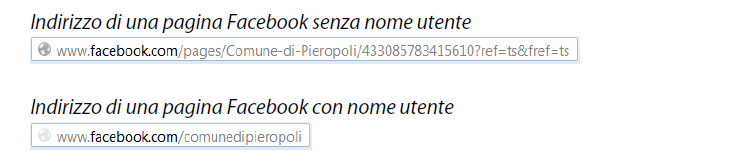 Indirizzo di una pagina Facebook senza nome utente
www.facebook.com/pages/Comune-di-Pieropoli/433085783415610?ref=ts&fref=ts
Indirizzo di una pagina Facebook con nome utente
www.facebook.com/comunedipieropoli